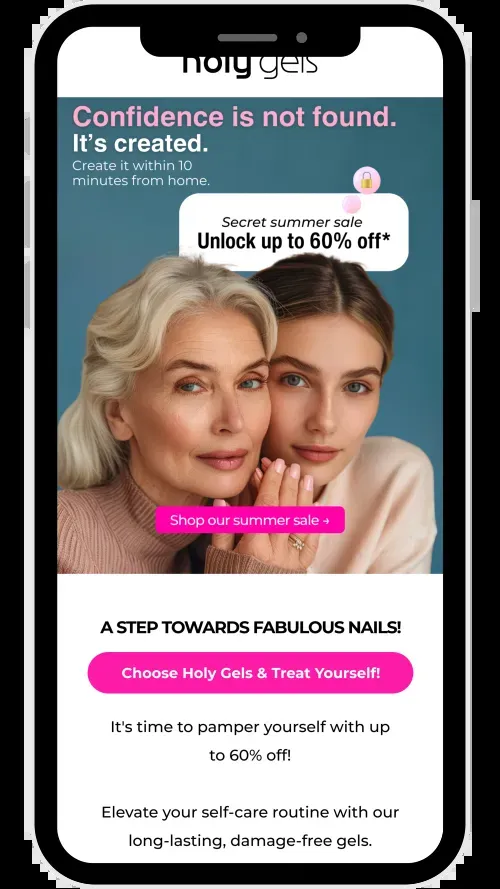 holy gels
Confidence is not found.
It's created.
Create it within 10
minutes from home.
Secret summer sale
Unlock up to 60% off*
Shop our summer sale →
A STEP TOWARDS FABULOUS NAILS!
Choose Holy Gels & Treat Yourself!
It's time to pamper yourself with up
to 60% off!
Elevate your self-care routine with our
long-lasting, damage-free gels.